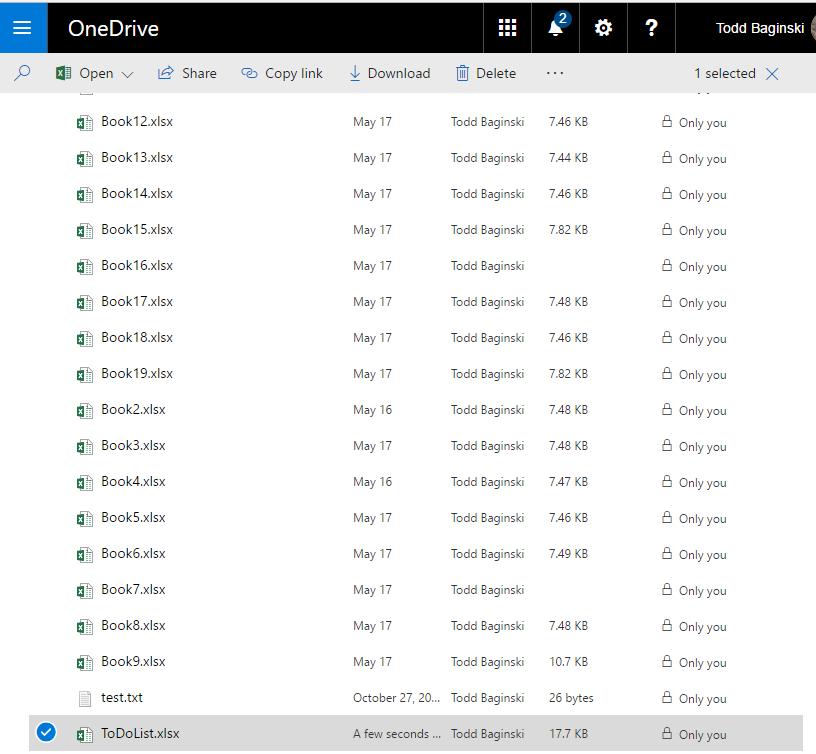 OneDrive 2 ? Todd Baginski
Open Share Copy link Download Delete ... 1 selected
Book12.xlsx May 17 Todd Baginski 7.46 KB Only you
Book13.xlsx May 17 Todd Baginski 7.44 KB Only you
Book14.xlsx May 17 Todd Baginski 7.46 KB Only you
Book15.xlsx May 17 Todd Baginski 7.82 KB Only you
Book16.xlsx May 17 Todd Baginski Only you
Book17.xlsx May 17 Todd Baginski 7.48 KB Only you
Book18.xlsx May 17 Todd Baginski 7.46 KB Only you
Book19.xlsx May 17 Todd Baginski 7.82 KB Only you
Book2.xlsx May 16 Todd Baginski 7.48 KB Only you
Book3.xlsx May 17 Todd Baginski 7.48 KB Only you
Book4.xlsx May 16 Todd Baginski 7.47 KB Only you
Book5.xlsx May 17 Todd Baginski 7.46 KB Only you
Book6.xlsx May 17 Todd Baginski 7.49 KB Only you
Book7.xlsx May 17 Todd Baginski Only you
Book8.xlsx May 17 Todd Baginski 7.48 KB Only you
Book9.xlsx May 17 Todd Baginski 10.7 KB Only you
test.txt October 27, 20... Todd Baginski 26 bytes Only you
ToDoList.xlsx A few seconds ... Todd Baginski 17.7 KB Only you